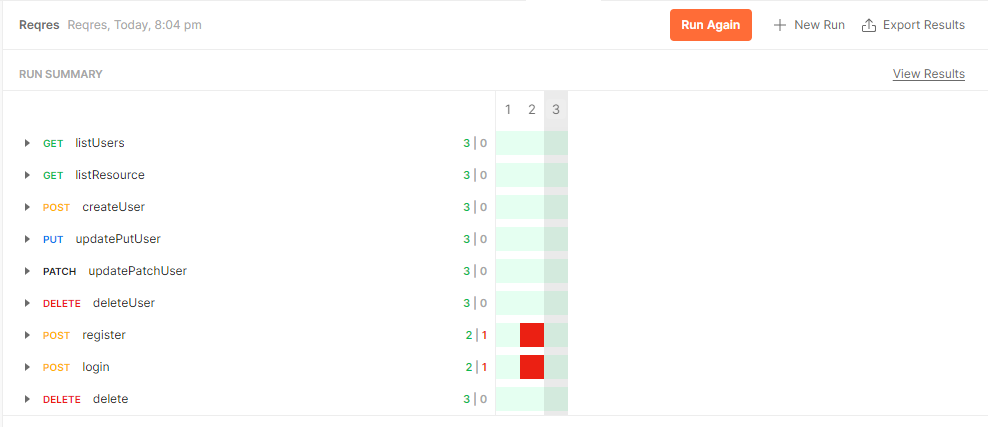 Reqres Reqres, Today, 8:04 pm Run Again New Run Export Results
RUN SUMMARY View Results
1 2 3
GET listUsers 3 | 0
GET listResource 3 | 0
POST createUser 3 | 0
PUT updatePutUser 3 | 0
PATCH updatePatchUser 3 | 0
DELETE deleteUser 3 | 0
POST register 2 | 1
POST login 2 | 1
DELETE delete 3 | 0